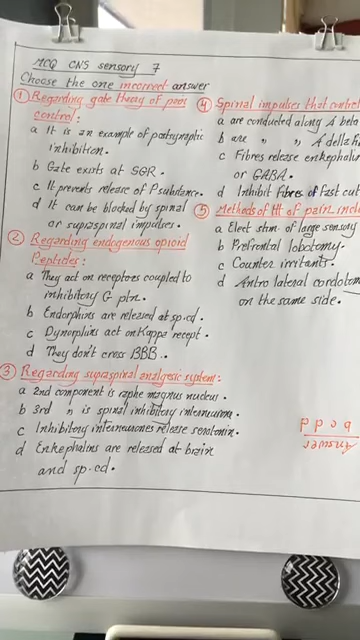 MCQ CNS sensory 7
Choose the one incorrect answer
① Regarding gate theory of pain
control:
a It is an example of postsynaptic
inhibition.
b Gate exists at SGR.
c It prevents release of P substance.
d It can be blocked by spinal
or supraspinal impulses.
② Regarding endogenous opioid
Peptides:
a They act on receptors coupled to
inhibitory G ptn.
b Endorphins are released at sp.cd.
c Dynorphins act on Kappa recept.
d They don't cross BBB.
③ Regarding supraspinal analgesic system:
a 2nd component is raphe magnus nucleus.
b 3rd " is spinal inhibitory interneurons.
c Inhibitory interneurones release serotonin.
d Enkephalins are released at brain
and sp.cd.
④ Spinal impulses that control
a are conducted along A beta
b are " " A delta
c Fibres release enkephalin
or GABA.
d Inhibit Fibres of Fast cut
⑤ Methods of ttt of pain incl
a Elect stm. of large sensory
b Prefrontal lobotomy.
c Counter irritants.
d Antro lateral cordotom
on the same side.
answers
a c d d